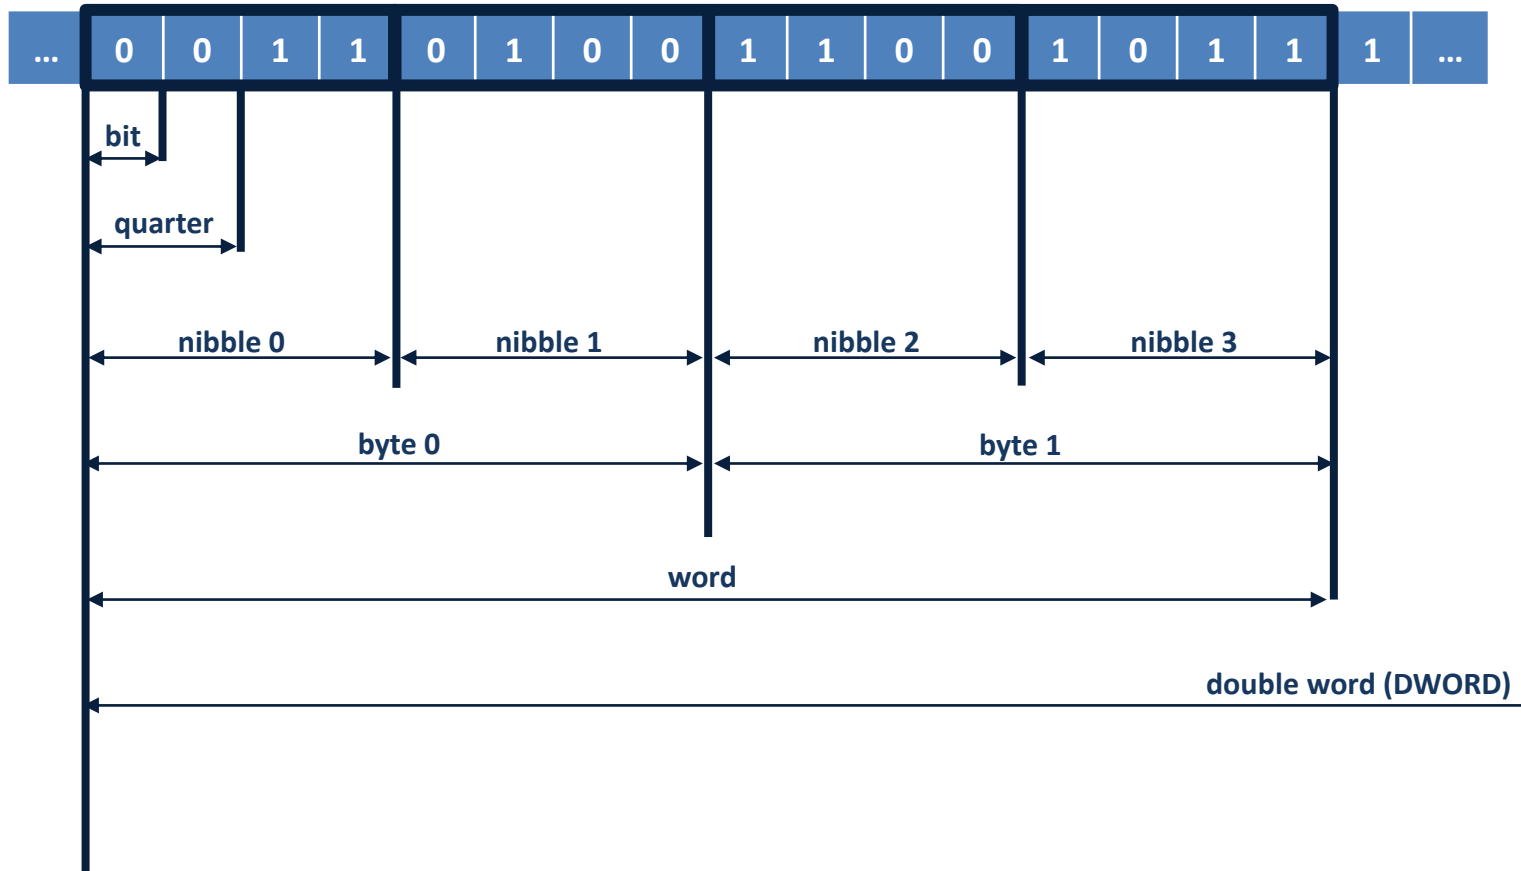 ... 0 0 1 1 0 1 0 0 1 1 0 0 1 0 1 1 1 ...
bit
quarter
nibble 0 nibble 1 nibble 2 nibble 3
byte 0 byte 1
word
double word (DWORD)